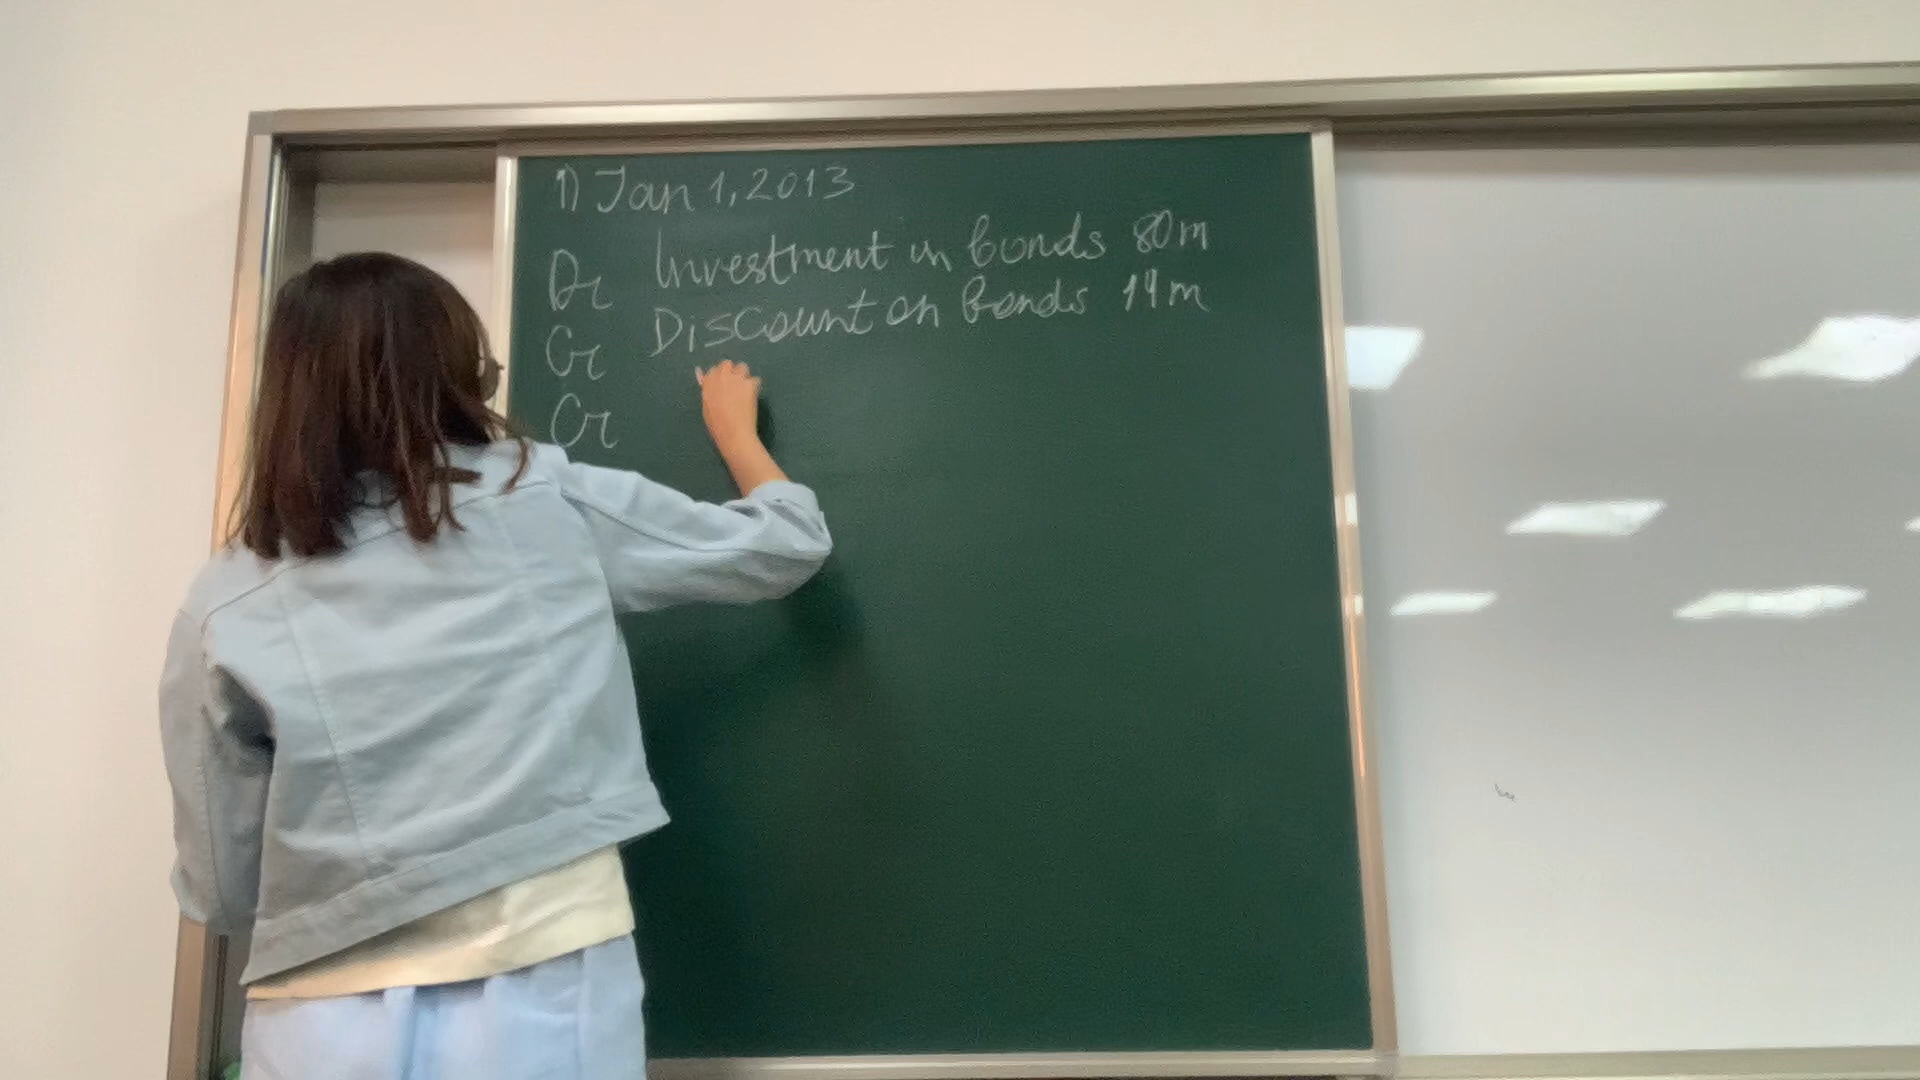 1) Jan 1, 2013
Dr Investment in bonds 80m
Cr Discount on bonds 14m
Cr